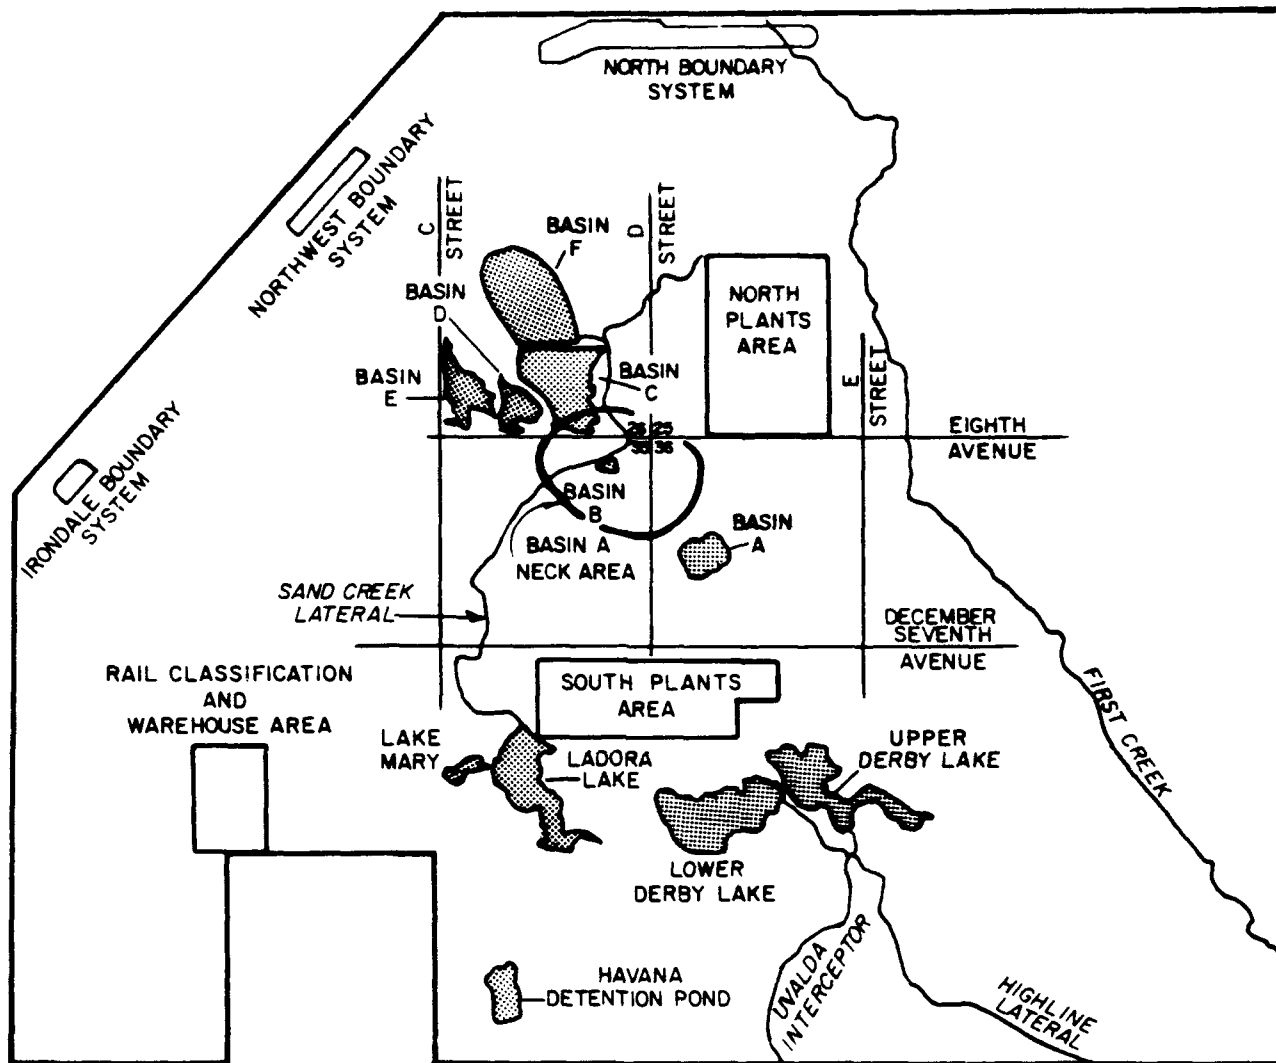 NORTH BOUNDARY
SYSTEM
NORTHWEST BOUNDARY
SYSTEM
C
STREET
BASIN
F
D
STREET
BASIN
D
NORTH
PLANTS
AREA
BASIN
E
BASIN
C
E
STREET
26 25
35 36
EIGHTH
AVENUE
IRONDALE BOUNDARY
SYSTEM
BASIN
B
BASIN
A
BASIN A
NECK AREA
SAND CREEK
LATERAL
DECEMBER
SEVENTH
AVENUE
RAIL CLASSIFICATION
AND
WAREHOUSE AREA
SOUTH PLANTS
AREA
FIRST CREEK
LAKE
MARY
LADORA
LAKE
UPPER
DERBY LAKE
LOWER
DERBY LAKE
HAVANA
DETENTION POND
UVALDA
INTERCEPTOR
HIGHLINE
LATERAL